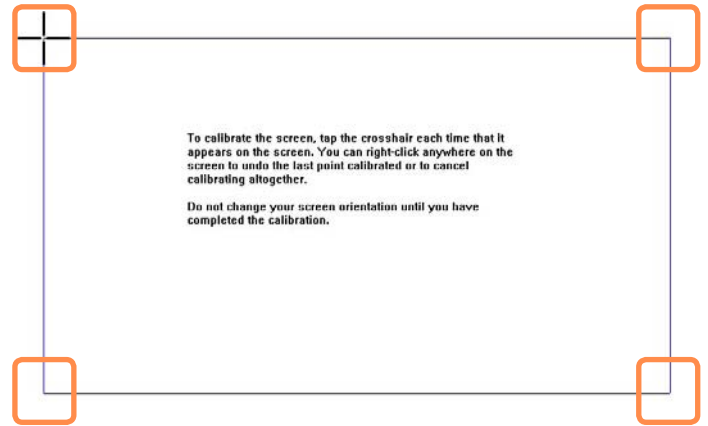 To calibrate the screen, tap the crosshair each time that it
appears on the screen. You can right-click anywhere on the
screen to undo the last point calibrated or to cancel
calibrating altogether.
Do not change your screen orientation until you have
completed the calibration.